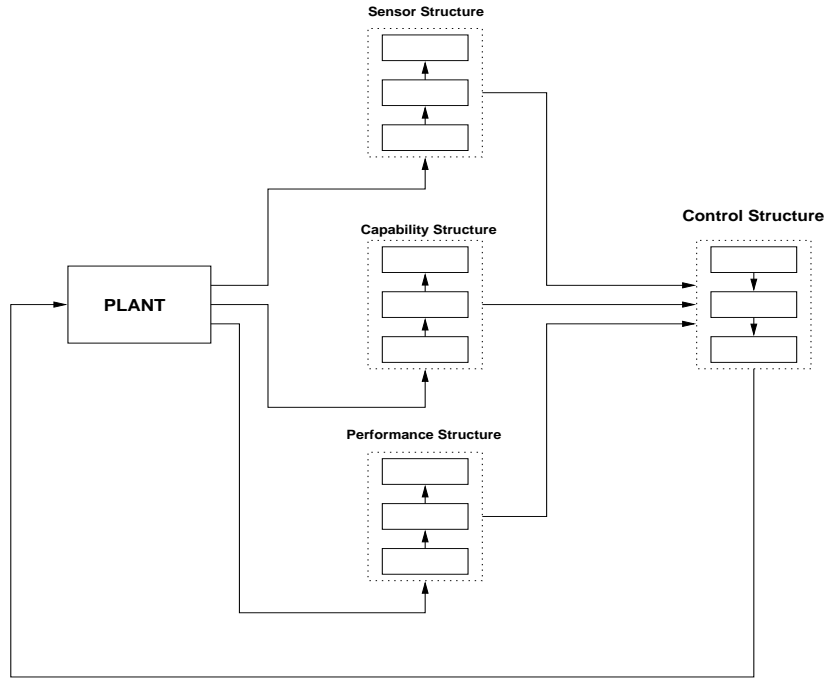 Sensor Structure
Capability Structure
Control Structure
PLANT
Performance Structure